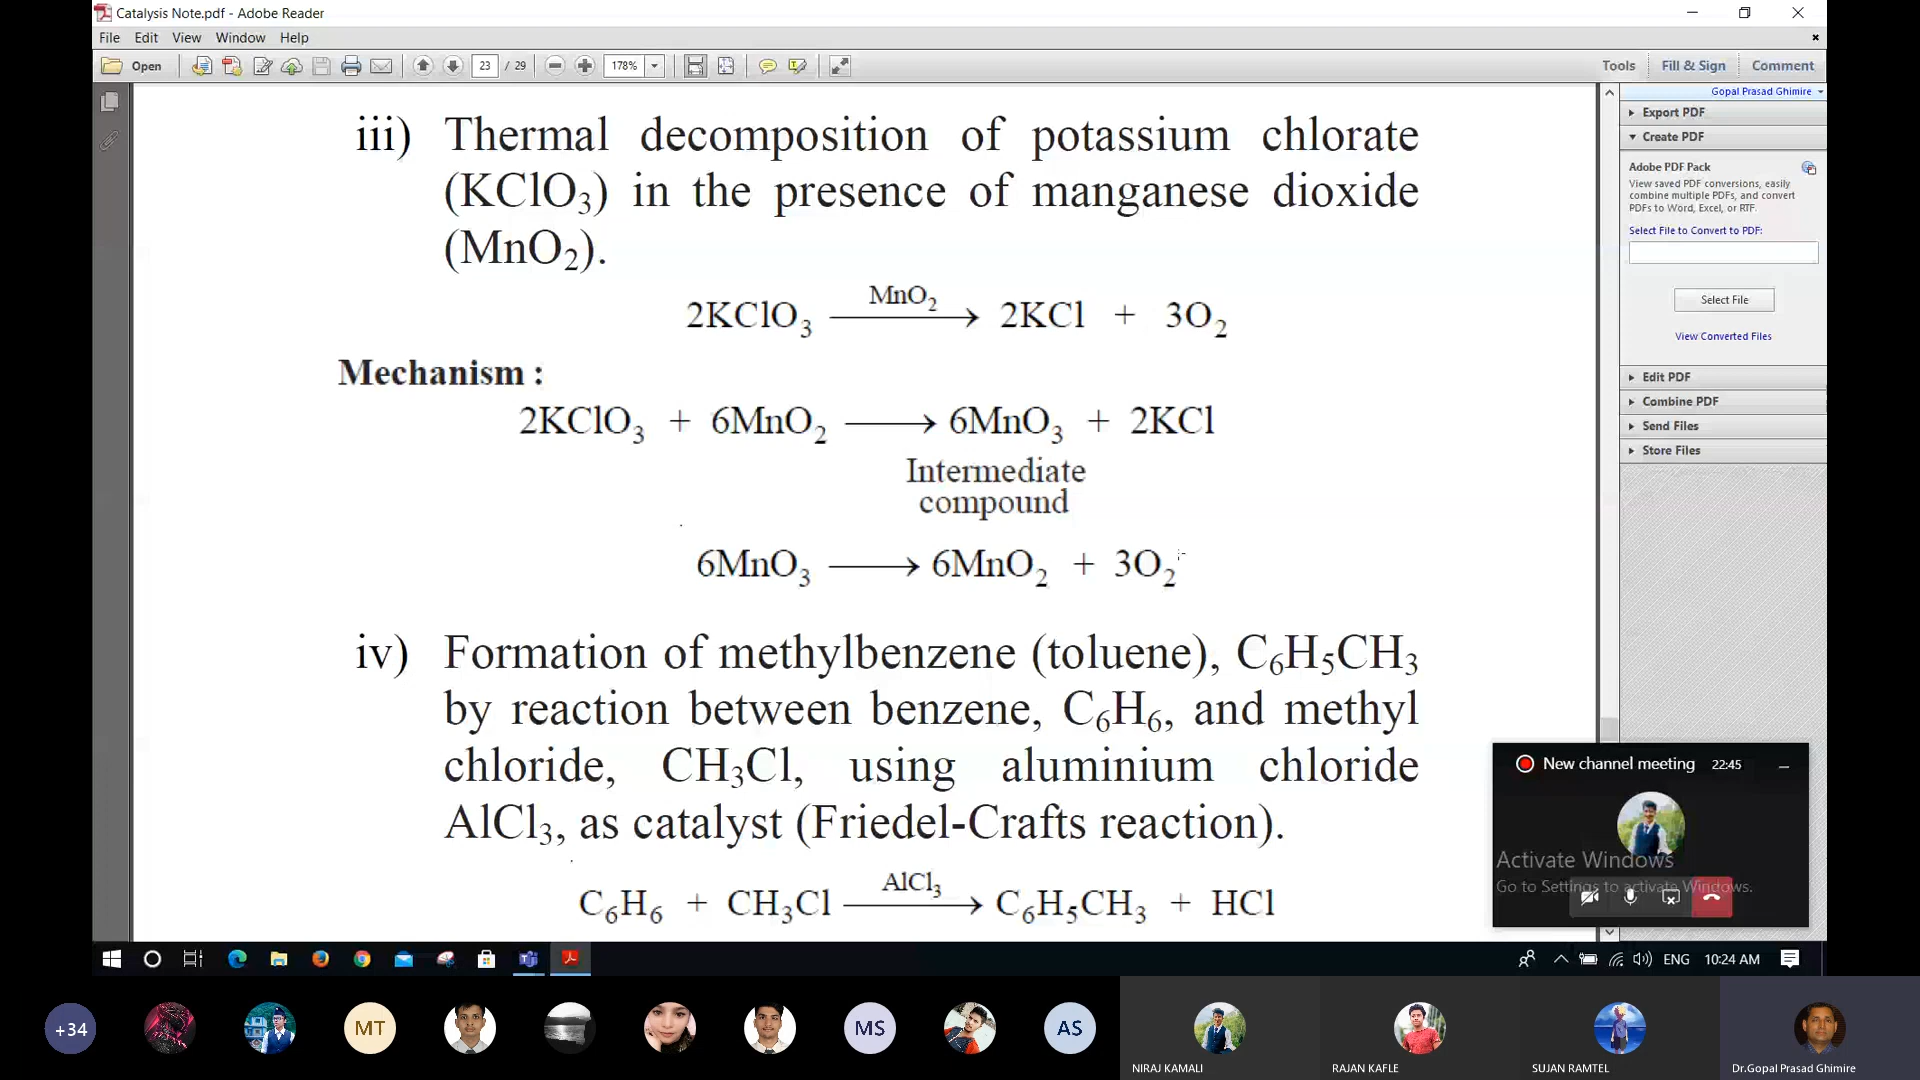 Catalysis Note.pdf - Adobe Reader
File Edit View Window Help
Open 23 / 29 178% Tools Fill & Sign Comment
Gopal Prasad Ghimire
Export PDF
Create PDF
Adobe PDF Pack
View saved PDF conversions, easily
combine multiple PDFs, and convert
PDFs to Word, Excel, or RTF.
Select File to Convert to PDF:
Select File
View Converted Files
Edit PDF
Combine PDF
Send Files
Store Files
iii) Thermal decomposition of potassium chlorate
(KClO₃) in the presence of manganese dioxide
(MnO₂).
MnO₂
2KClO₃ ⟶ 2KCl + 3O₂
Mechanism :
2KClO₃ + 6MnO₂ ⟶ 6MnO₃ + 2KCl
Intermediate
compound
6MnO₃ ⟶ 6MnO₂ + 3O₂
iv) Formation of methylbenzene (toluene), C₆H₅CH₃
by reaction between benzene, C₆H₆, and methyl
chloride, CH₃Cl, using aluminium chloride
AlCl₃, as catalyst (Friedel-Crafts reaction).
AlCl₃
C₆H₆ + CH₃Cl ⟶ C₆H₅CH₃ + HCl
New channel meeting 22:45
Activate Windows
Go to Settings to activate Windows.
ENG 10:24 AM
+34 MT MS AS
NIRAJ KAMALI RAJAN KAFLE SUJAN RAMTEL Dr.Gopal Prasad Ghimire